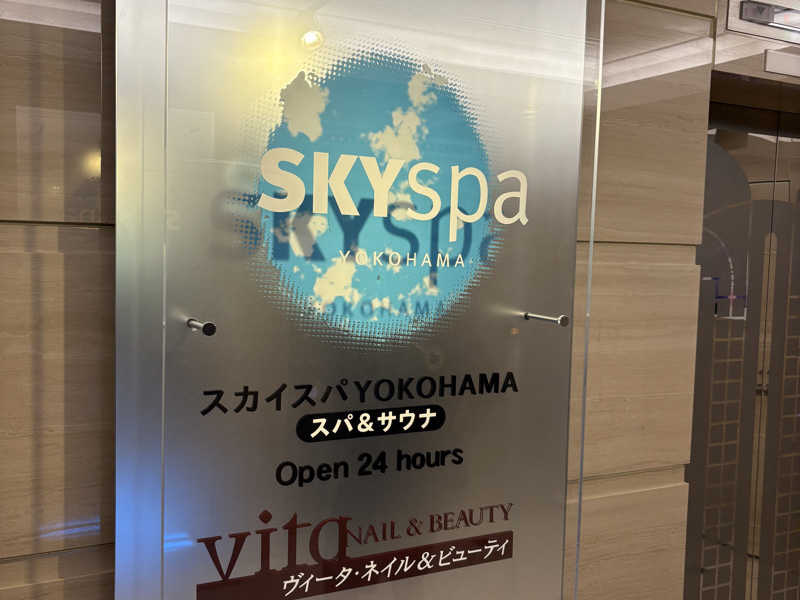 SKYspa
YOKOHAMA
スカイスパYOKOHAMA
スパ&サウナ
Open 24 hours
vita NAIL & BEAUTY
ヴィータ・ネイル&ビューティ